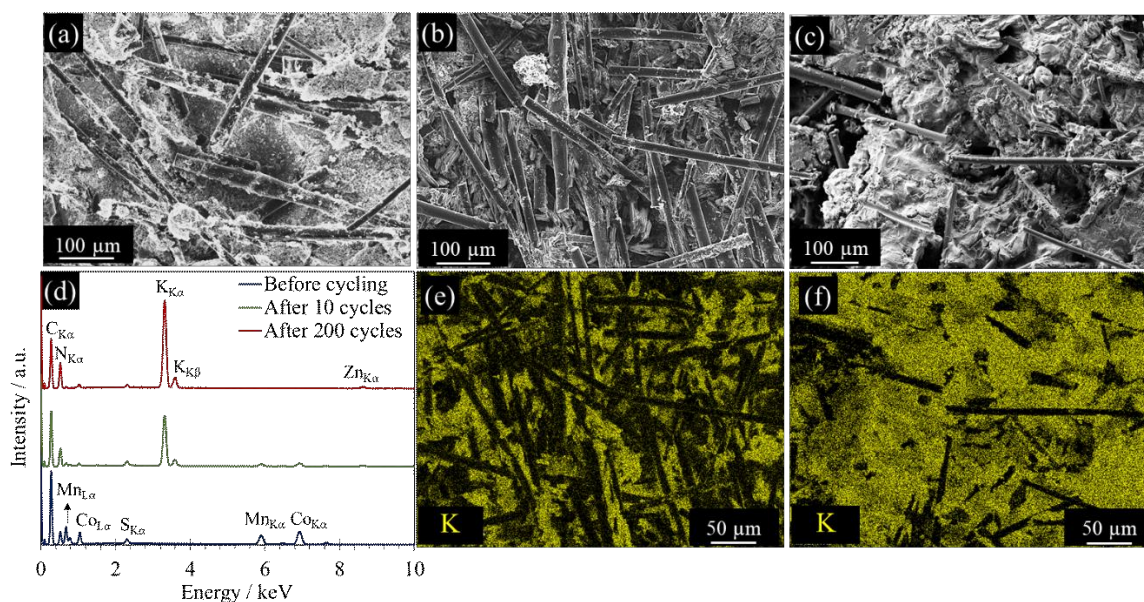 (a)
100 µm
(b)
100 µm
(c)
100 µm
(d)
Before cycling
After 10 cycles
After 200 cycles
K Kα
C Kα
N Kα
K Kβ
Zn Kα
Mn Lα
Co Lα
S Kα
Mn Kα
Co Kα
Intensity / a.u.
0 2 4 6 8 10
Energy / keV
(e)
K
50 µm
(f)
K
50 µm